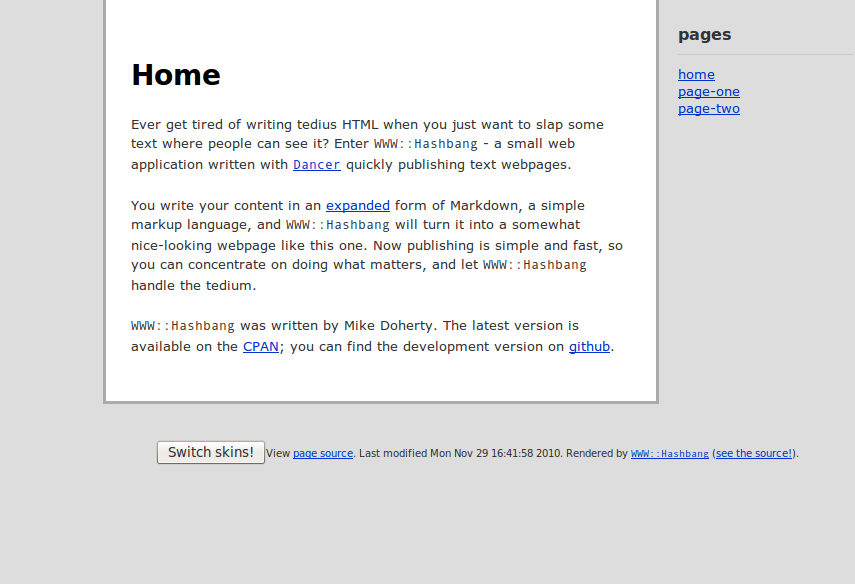 Home
Ever get tired of writing tedius HTML when you just want to slap some
text where people can see it? Enter WWW::Hashbang - a small web
application written with Dancer quickly publishing text webpages.
You write your content in an expanded form of Markdown, a simple
markup language, and WWW::Hashbang will turn it into a somewhat
nice-looking webpage like this one. Now publishing is simple and fast, so
you can concentrate on doing what matters, and let WWW::Hashbang
handle the tedium.
WWW::Hashbang was written by Mike Doherty. The latest version is
available on the CPAN; you can find the development version on github.
pages
home
page-one
page-two
Switch skins! View page source. Last modified Mon Nov 29 16:41:58 2010. Rendered by WWW::Hashbang (see the source!).